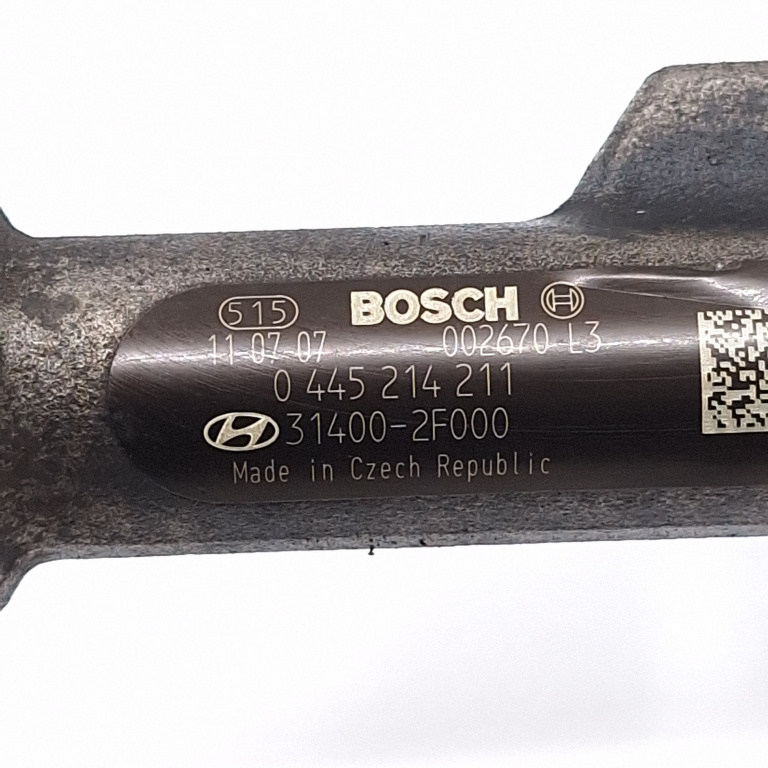 515 BOSCH
11 07 07 002670 L3
0 445 214 211
31400-2F000
Made in Czech Republic